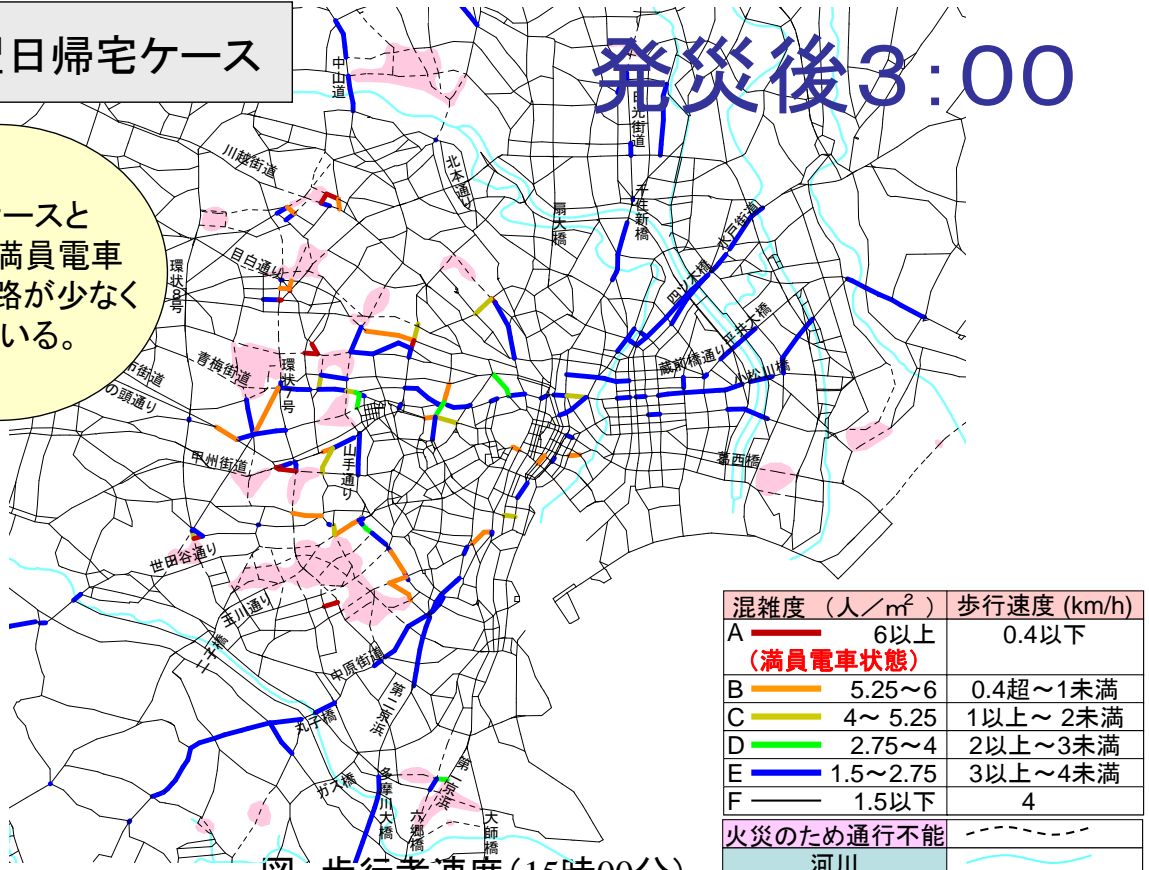 翌日帰宅ケース
発災後3:00
ケースと
満員電車
路が少なく
いる。
中山道
日光街道
川越街道
北本通り
千住新橋
扇大橋
水戸街道
目白通り
環状8号
四ツ木橋
平井大橋
蔵前橋通り
小松川橋
青梅街道
環状7号
市街道
の頭通り
甲州街道
山手通り
葛西橋
世田谷通り
玉川通り
二子橋
中原街道
第二京浜
丸子橋
ガス橋
多摩川大橋
六郷橋
第一京浜
大師橋
図 歩行者速度(15時00分)
混雑度 (人/㎡) 歩行速度 (km/h)
A 6以上 0.4以下
(満員電車状態)
B 5.25~6 0.4超~1未満
C 4~ 5.25 1以上~ 2未満
D 2.75~4 2以上~3未満
E 1.5~2.75 3以上~4未満
F 1.5以下 4
火災のため通行不能
河川